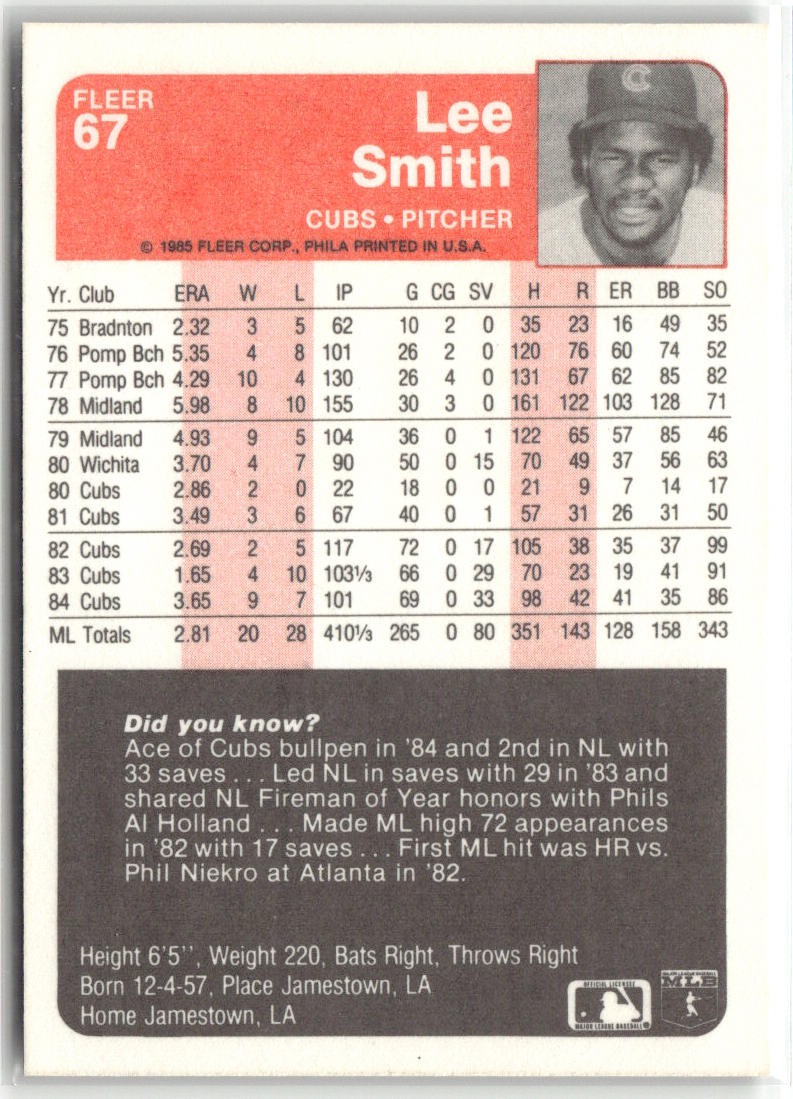 FLEER
67
Lee
Smith
CUBS • PITCHER
© 1985 FLEER CORP., PHILA PRINTED IN U.S.A.
Yr. Club ERA W L IP G CG SV H R ER BB SO
75 Bradnton 2.32 3 5 62 10 2 0 35 23 16 49 35
76 Pomp Bch 5.35 4 8 101 26 2 0 120 76 60 74 52
77 Pomp Bch 4.29 10 4 130 26 4 0 131 67 62 85 82
78 Midland 5.98 8 10 155 30 3 0 161 122 103 128 71
79 Midland 4.93 9 5 104 36 0 1 122 65 57 85 46
80 Wichita 3.70 4 7 90 50 0 15 70 49 37 56 63
80 Cubs 2.86 2 0 22 18 0 0 21 9 7 14 17
81 Cubs 3.49 3 6 67 40 0 1 57 31 26 31 50
82 Cubs 2.69 2 5 117 72 0 17 105 38 35 37 99
83 Cubs 1.65 4 10 103⅓ 66 0 29 70 23 19 41 91
84 Cubs 3.65 9 7 101 69 0 33 98 42 41 35 86
ML Totals 2.81 20 28 410⅓ 265 0 80 351 143 128 158 343
Did you know?
Ace of Cubs bullpen in '84 and 2nd in NL with
33 saves . . . Led NL in saves with 29 in '83 and
shared NL Fireman of Year honors with Phils
Al Holland . . . Made ML high 72 appearances
in '82 with 17 saves . . . First ML hit was HR vs.
Phil Niekro at Atlanta in '82.
Height 6'5'', Weight 220, Bats Right, Throws Right
Born 12-4-57, Place Jamestown, LA
Home Jamestown, LA
OFFICIAL LICENSEE
MAJOR LEAGUE BASEBALL
MAJOR LEAGUE BASEBALL
MLB